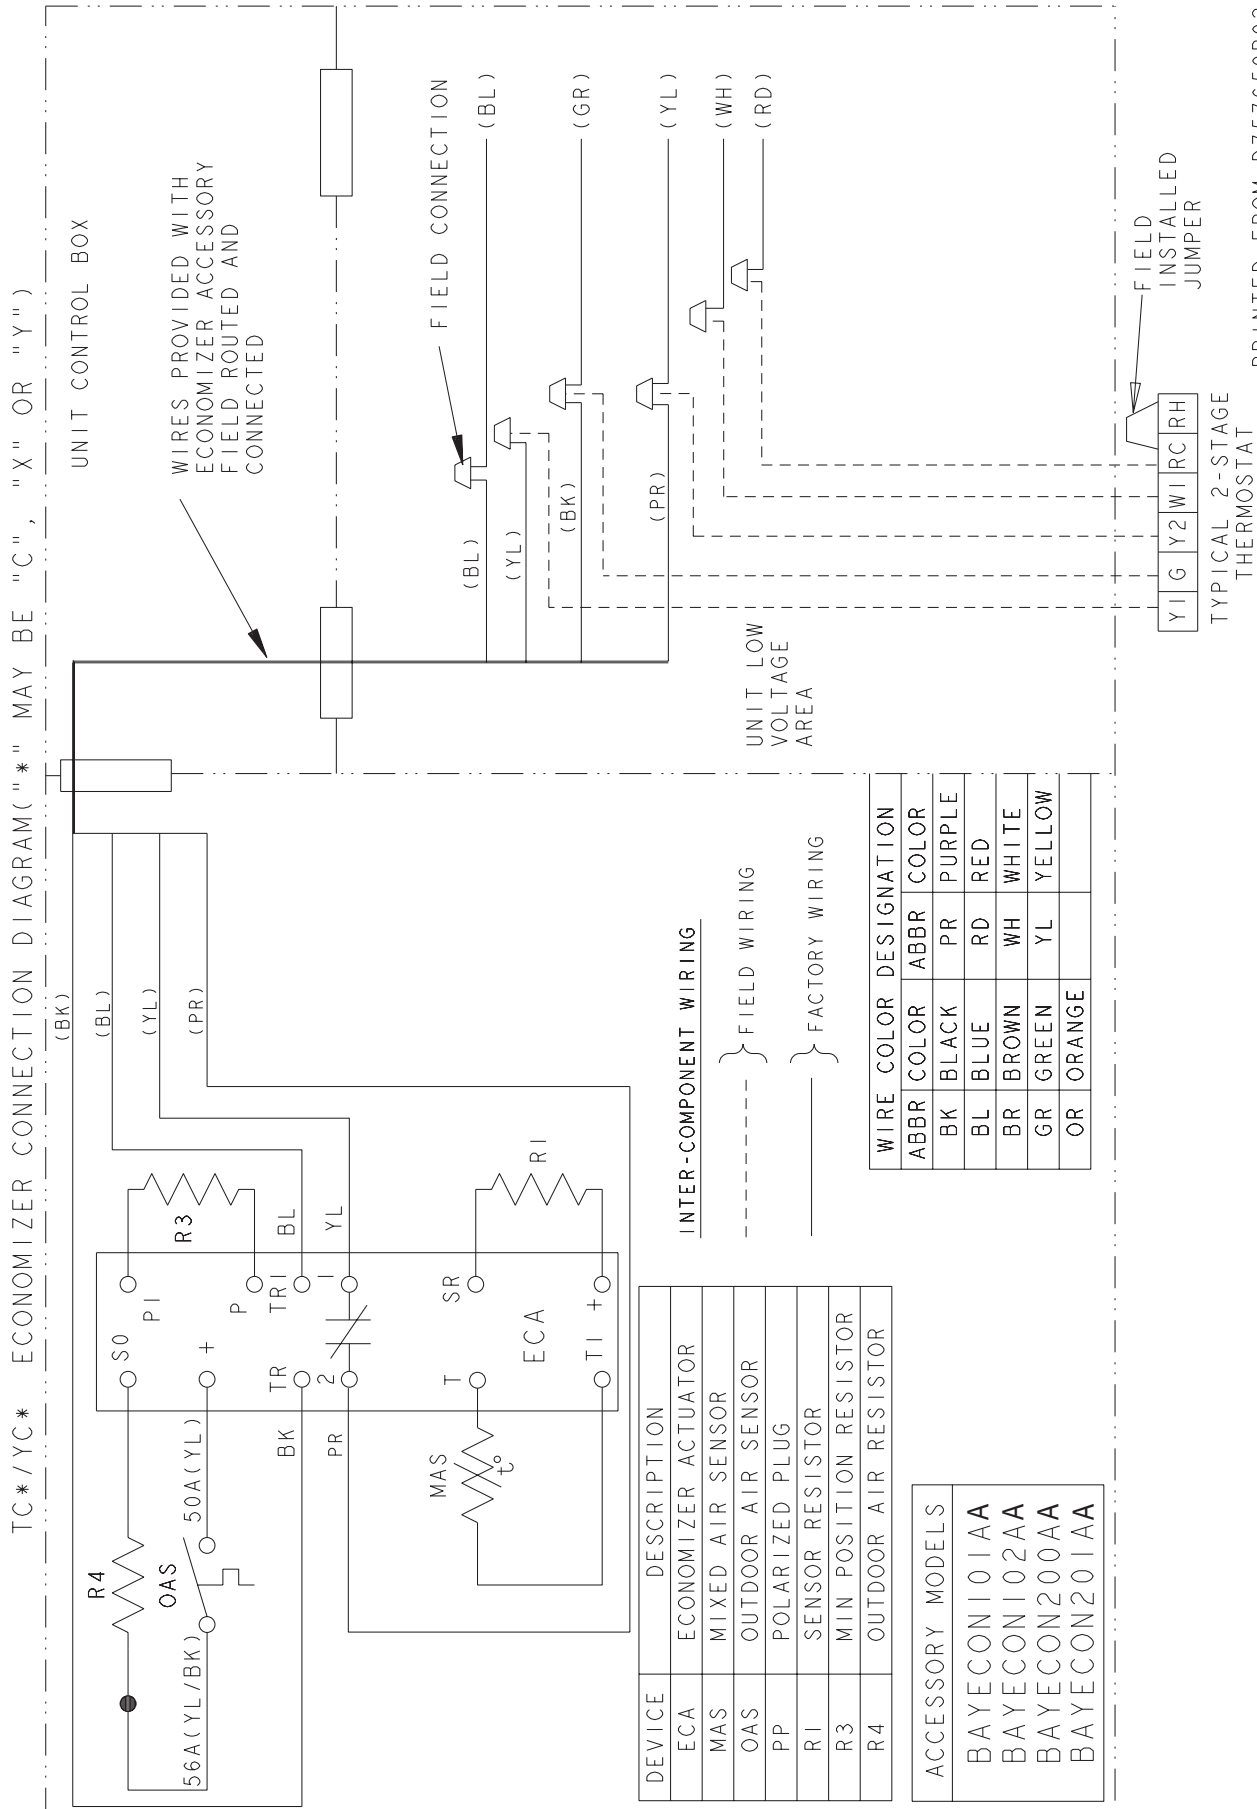 TC*/YC* ECONOMIZER CONNECTION DIAGRAM("*" MAY BE "C", "X" OR "Y")
UNIT CONTROL BOX
WIRES PROVIDED WITH
ECONOMIZER ACCESSORY
FIELD ROUTED AND
CONNECTED
FIELD CONNECTION
(BK)
(BL)
(YL)
(PR)
R4
OAS
56A(YL/BK)
50A(YL)
S0
+
P1
P
R3
TR
TR1
BK
BL
2
1
PR
YL
MAS
t°
T
SR
R1
ECA
T1
+
(BL)
(YL)
(BK)
(PR)
(BL)
(GR)
(YL)
(WH)
(RD)
UNIT LOW
VOLTAGE
AREA
FIELD
INSTALLED
JUMPER
Y1 G Y2 W1 RC RH
TYPICAL 2-STAGE
THERMOSTAT
INTER-COMPONENT WIRING
FIELD WIRING
FACTORY WIRING
DEVICE DESCRIPTION
ECA ECONOMIZER ACTUATOR
MAS MIXED AIR SENSOR
OAS OUTDOOR AIR SENSOR
PP POLARIZED PLUG
R1 SENSOR RESISTOR
R3 MIN POSITION RESISTOR
R4 OUTDOOR AIR RESISTOR
WIRE COLOR DESIGNATION
ABBR COLOR ABBR COLOR
BK BLACK PR PURPLE
BL BLUE RD RED
BR BROWN WH WHITE
GR GREEN YL YELLOW
OR ORANGE
ACCESSORY MODELS
BAYECON101AAA
BAYECON102AAA
BAYECON200AAA
BAYECON201AAA
PRINTED FROM